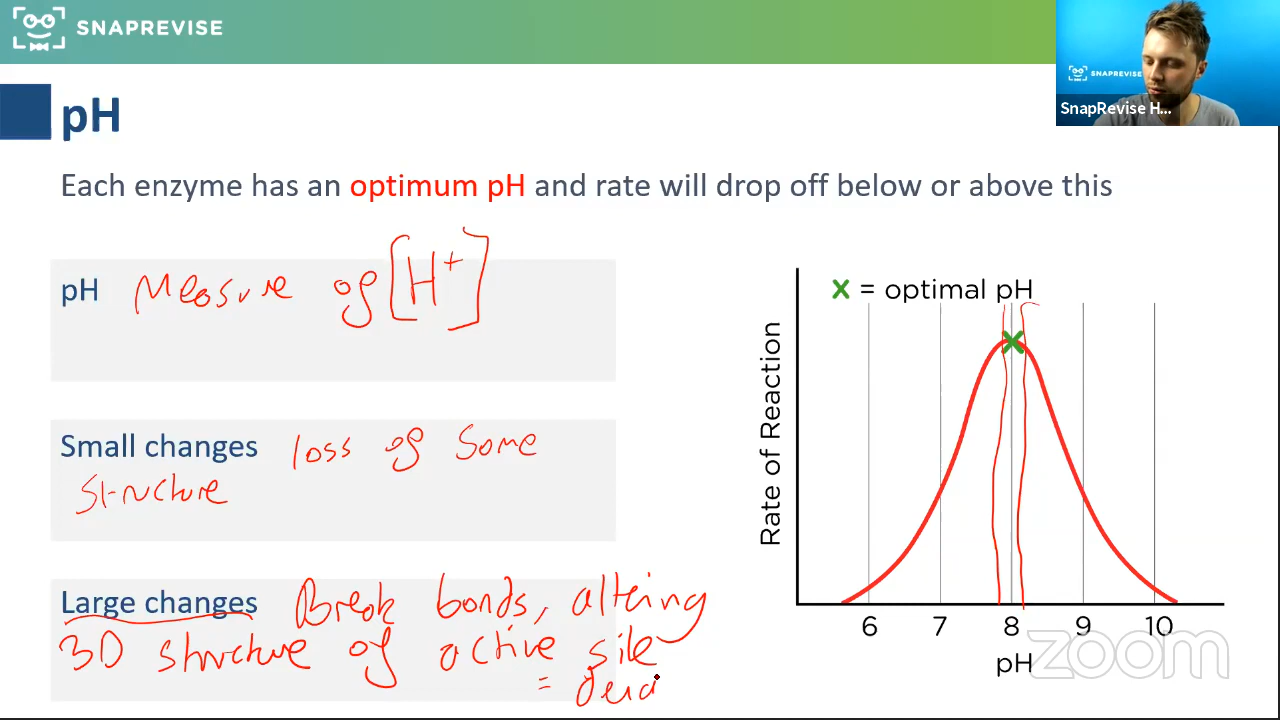 SNAPREVISE
SNAPREVISE
SnapRevise H...
pH
Each enzyme has an optimum pH and rate will drop off below or above this
pH Measure of [H+]
Small changes loss of some
structure
Large changes Break bonds, altering
3D structure of active site
=
X = optimal pH
Rate of Reaction
6 7 8 9 10
pH
zoom